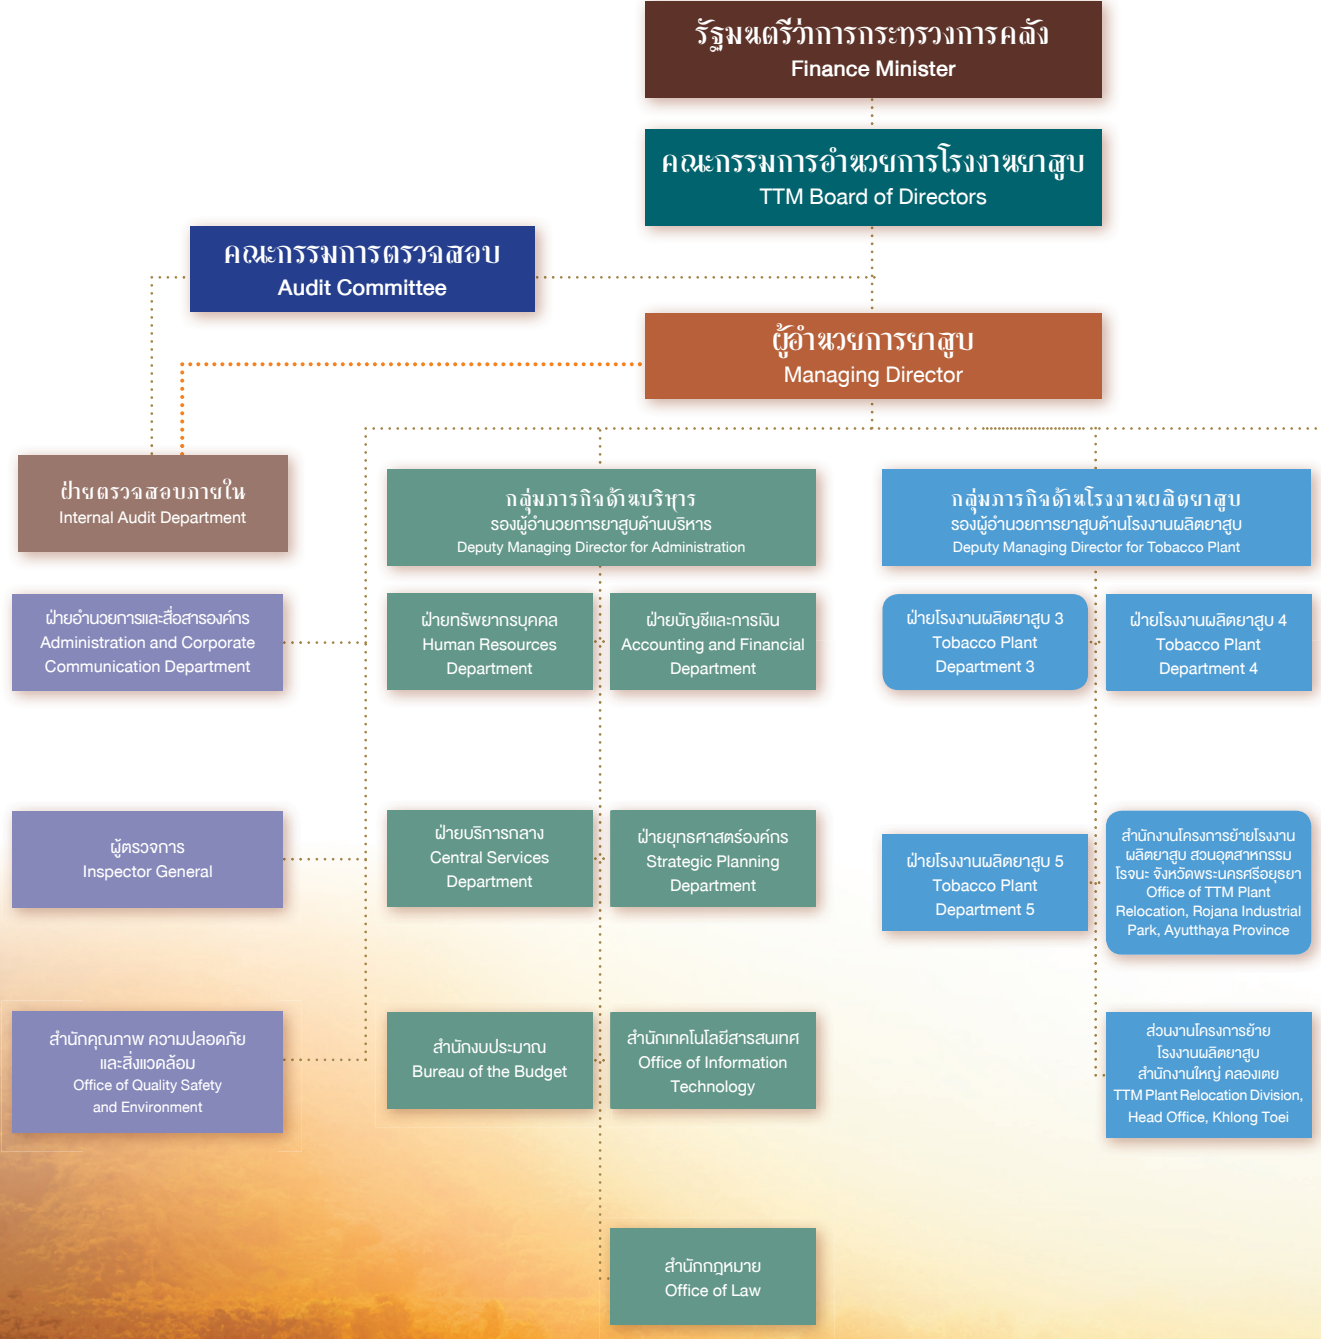 รัฐมนตรีว่าการกระทรวงการคลัง
Finance Minister
คณะกรรมการอำนวยการโรงงานยาสูบ
TTM Board of Directors
คณะกรรมการตรวจสอบ
Audit Committee
ผู้อำนวยการยาสูบ
Managing Director
ฝ่ายตรวจสอบภายใน
Internal Audit Department
กลุ่มภารกิจด้านบริหาร
รองผู้อำนวยการยาสูบด้านบริหาร
Deputy Managing Director for Administration
กลุ่มภารกิจด้านโรงงานผลิตยาสูบ
รองผู้อำนวยการยาสูบด้านโรงงานผลิตยาสูบ
Deputy Managing Director for Tobacco Plant
ฝ่ายอำนวยการและสื่อสารองค์กร
Administration and Corporate
Communication Department
ฝ่ายทรัพยากรบุคคล
Human Resources
Department
ฝ่ายบัญชีและการเงิน
Accounting and Financial
Department
ฝ่ายโรงงานผลิตยาสูบ 3
Tobacco Plant
Department 3
ฝ่ายโรงงานผลิตยาสูบ 4
Tobacco Plant
Department 4
ผู้ตรวจการ
Inspector General
ฝ่ายบริการกลาง
Central Services
Department
ฝ่ายยุทธศาสตร์องค์กร
Strategic Planning
Department
ฝ่ายโรงงานผลิตยาสูบ 5
Tobacco Plant
Department 5
สำนักงานโครงการย้ายโรงงาน
ผลิตยาสูบ สวนอุตสาหกรรม
โรจนะ จังหวัดพระนครศรีอยุธยา
Office of TTM Plant
Relocation, Rojana Industrial
Park, Ayutthaya Province
สำนักคุณภาพ ความปลอดภัย
และสิ่งแวดล้อม
Office of Quality Safety
and Environment
สำนักงบประมาณ
Bureau of the Budget
สำนักเทคโนโลยีสารสนเทศ
Office of Information
Technology
ส่วนงานโครงการย้าย
โรงงานผลิตยาสูบ
สำนักงานใหญ่ คลองเตย
TTM Plant Relocation Division,
Head Office, Khlong Toei
สำนักกฎหมาย
Office of Law